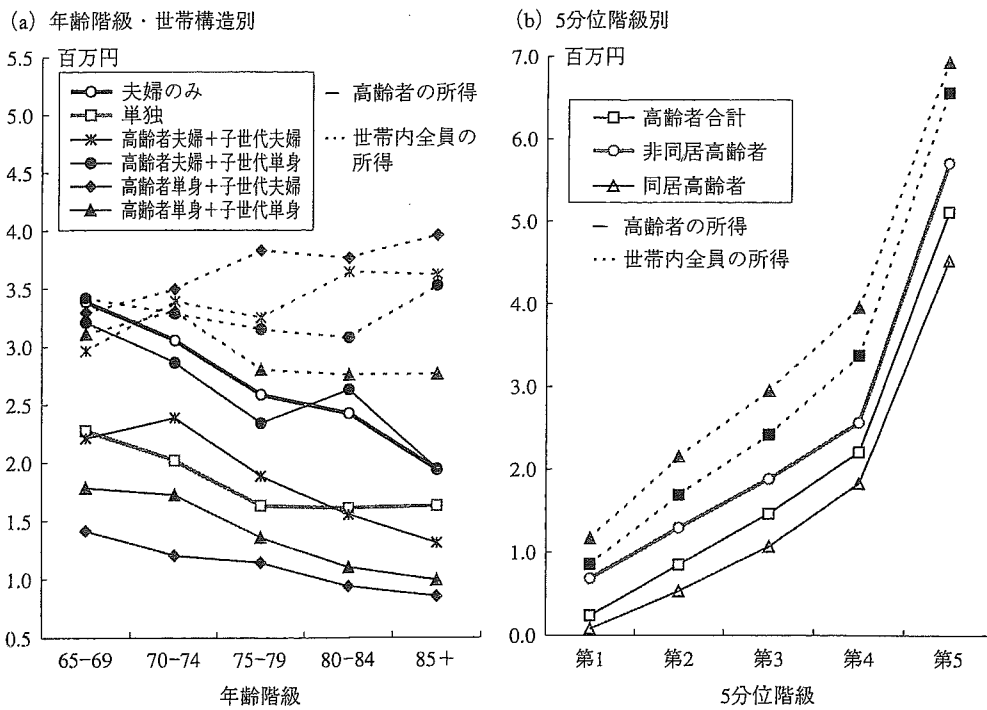 (a) 年齢階級・世帯構造別
百万円
5.5
5.0
4.5
4.0
3.5
3.0
2.5
2.0
1.5
1.0
0.5
夫婦のみ
単独
高齢者夫婦+子世代夫婦
高齢者夫婦+子世代単身
高齢者単身+子世代夫婦
高齢者単身+子世代単身
高齢者の所得
世帯内全員の
所得
65-69 70-74 75-79 80-84 85+
年齢階級
(b) 5分位階級別
百万円
7.0
6.0
5.0
4.0
3.0
2.0
1.0
0.0
高齢者合計
非同居高齢者
同居高齢者
高齢者の所得
世帯内全員の所得
第1 第2 第3 第4 第5
5分位階級